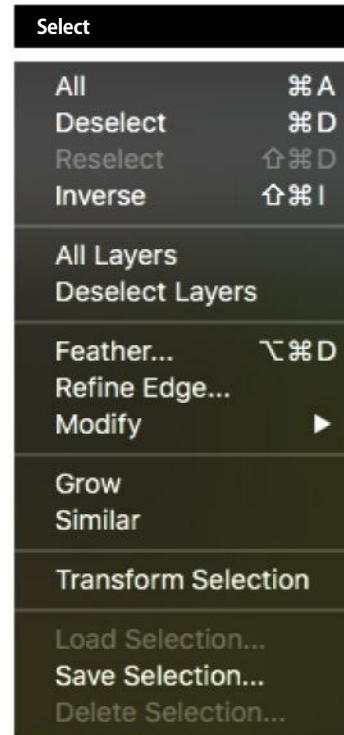 Select
All ⌘A
Deselect ⌘D
Reselect ⇧⌘D
Inverse ⇧⌘I
All Layers
Deselect Layers
Feather... ⌥⌘D
Refine Edge...
Modify ▶
Grow
Similar
Transform Selection
Load Selection...
Save Selection...
Delete Selection...